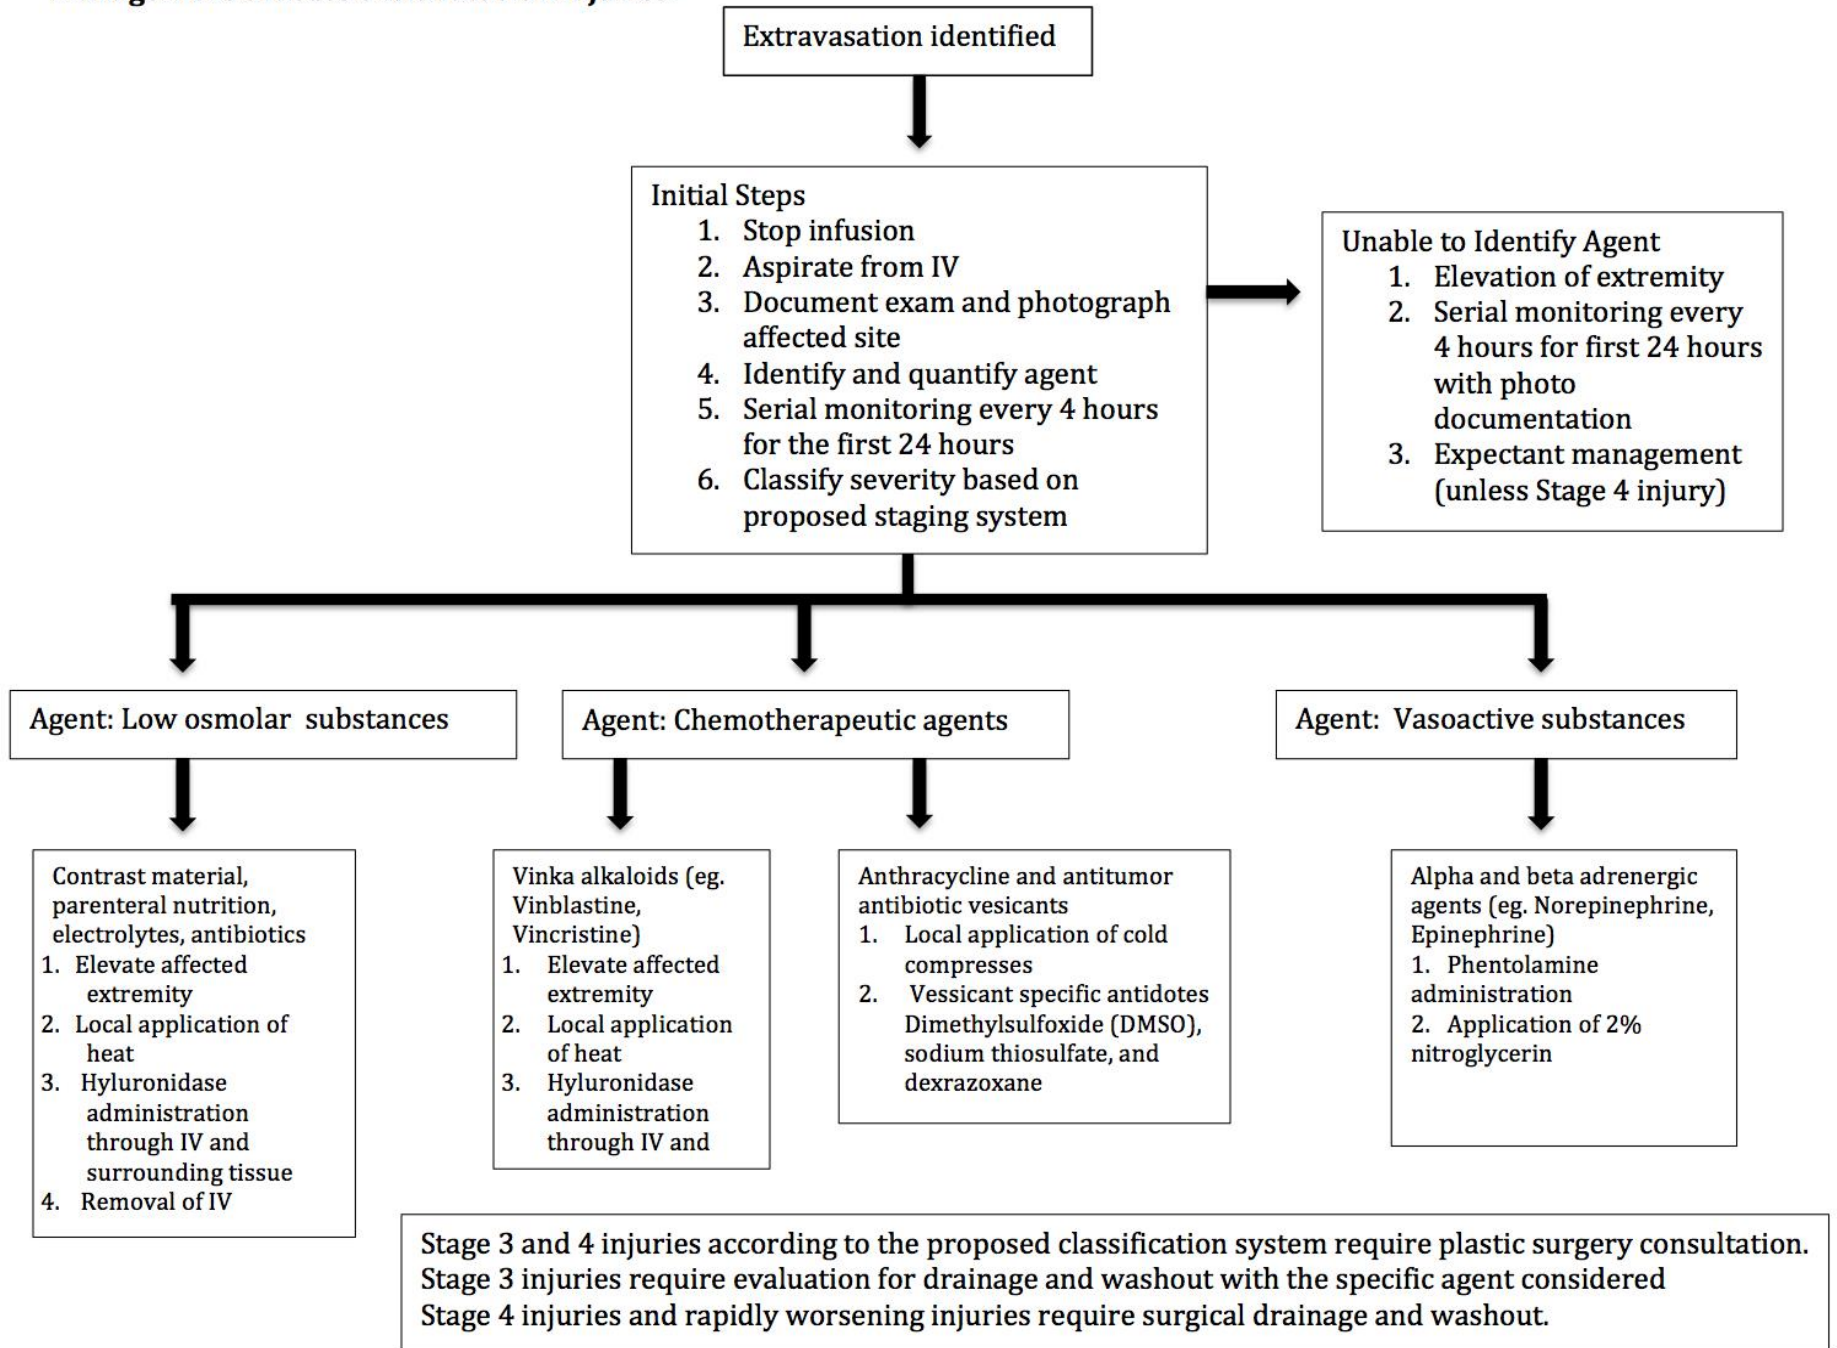 Extravasation identified
Initial Steps
1. Stop infusion
2. Aspirate from IV
3. Document exam and photograph
affected site
4. Identify and quantify agent
5. Serial monitoring every 4 hours
for the first 24 hours
6. Classify severity based on
proposed staging system
Unable to Identify Agent
1. Elevation of extremity
2. Serial monitoring every
4 hours for first 24 hours
with photo
documentation
3. Expectant management
(unless Stage 4 injury)
Agent: Low osmolar substances
Agent: Chemotherapeutic agents
Agent: Vasoactive substances
Contrast material,
parenteral nutrition,
electrolytes, antibiotics
1. Elevate affected
extremity
2. Local application of
heat
3. Hyluronidase
administration
through IV and
surrounding tissue
4. Removal of IV
Vinka alkaloids (eg.
Vinblastine,
Vincristine)
1. Elevate affected
extremity
2. Local application
of heat
3. Hyluronidase
administration
through IV and
Anthracycline and antitumor
antibiotic vesicants
1. Local application of cold
compresses
2. Vessicant specific antidotes
Dimethylsulfoxide (DMSO),
sodium thiosulfate, and
dexrazoxane
Alpha and beta adrenergic
agents (eg. Norepinephrine,
Epinephrine)
1. Phentolamine
administration
2. Application of 2%
nitroglycerin
Stage 3 and 4 injuries according to the proposed classification system require plastic surgery consultation.
Stage 3 injuries require evaluation for drainage and washout with the specific agent considered
Stage 4 injuries and rapidly worsening injuries require surgical drainage and washout.